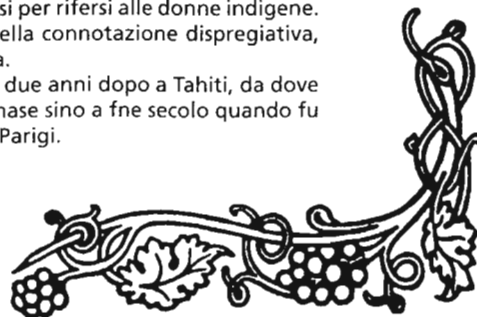 si per rifersi alle donne indigene.
ella connotazione dispregiativa,
a.
due anni dopo a Tahiti, da dove
nase sino a fne secolo quando fu
Parigi.